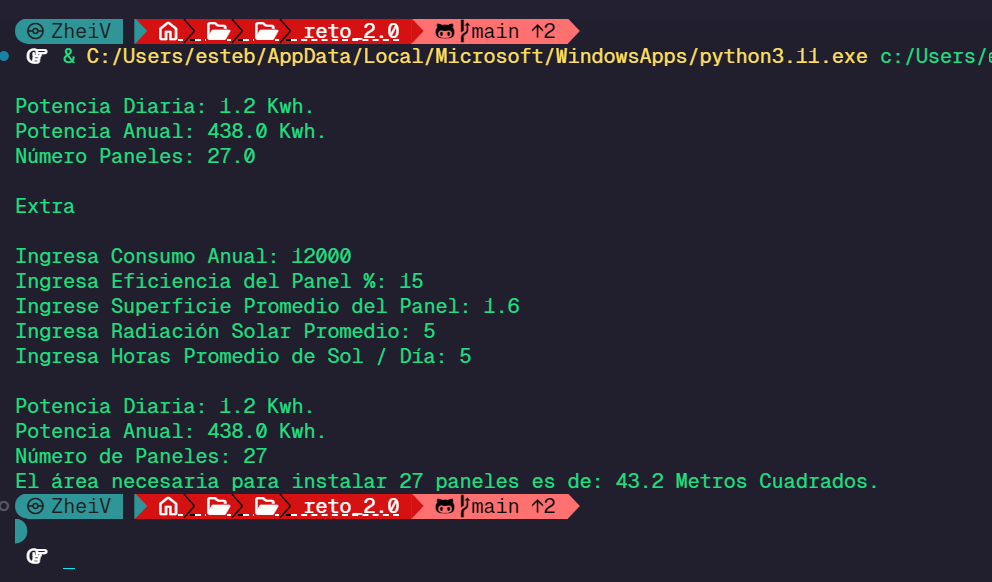 ZheiV reto_2.0 main ↑2
& C:/Users/esteb/AppData/Local/Microsoft/WindowsApps/python3.11.exe c:/Users/
Potencia Diaria: 1.2 Kwh.
Potencia Anual: 438.0 Kwh.
Número Paneles: 27.0
Extra
Ingresa Consumo Anual: 12000
Ingresa Eficiencia del Panel %: 15
Ingrese Superficie Promedio del Panel: 1.6
Ingresa Radiación Solar Promedio: 5
Ingresa Horas Promedio de Sol / Día: 5
Potencia Diaria: 1.2 Kwh.
Potencia Anual: 438.0 Kwh.
Número de Paneles: 27
El área necesaria para instalar 27 paneles es de: 43.2 Metros Cuadrados.
ZheiV reto_2.0 main ↑2
_